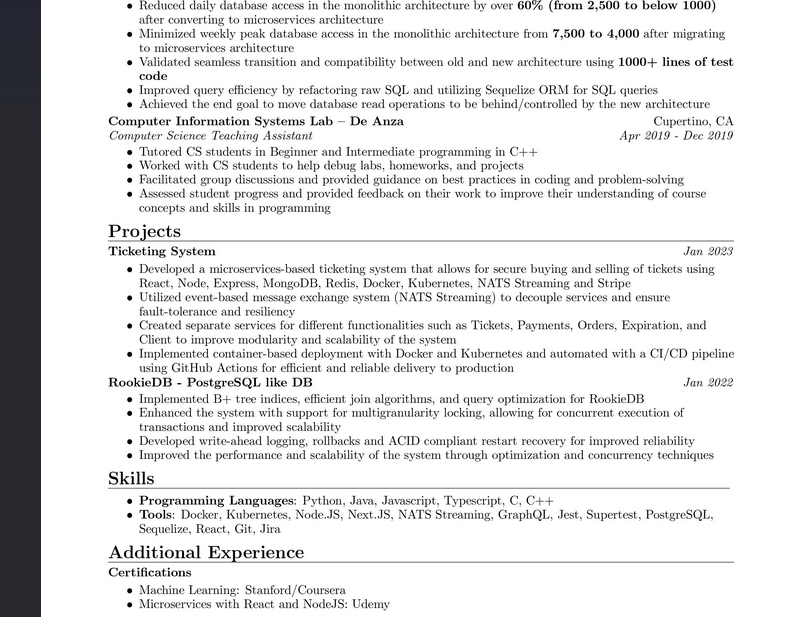 • Reduced daily database access in the monolithic architecture by over 60% (from 2,500 to below 1000)
after converting to microservices architecture
• Minimized weekly peak database access in the monolithic architecture from 7,500 to 4,000 after migrating
to microservices architecture
• Validated seamless transition and compatibility between old and new architecture using 1000+ lines of test
code
• Improved query efficiency by refactoring raw SQL and utilizing Sequelize ORM for SQL queries
• Achieved the end goal to move database read operations to be behind/controlled by the new architecture
Computer Information Systems Lab – De Anza Cupertino, CA
Computer Science Teaching Assistant Apr 2019 - Dec 2019
• Tutored CS students in Beginner and Intermediate programming in C++
• Worked with CS students to help debug labs, homeworks, and projects
• Facilitated group discussions and provided guidance on best practices in coding and problem-solving
• Assessed student progress and provided feedback on their work to improve their understanding of course
concepts and skills in programming
Projects
Ticketing System Jan 2023
• Developed a microservices-based ticketing system that allows for secure buying and selling of tickets using
React, Node, Express, MongoDB, Redis, Docker, Kubernetes, NATS Streaming and Stripe
• Utilized event-based message exchange system (NATS Streaming) to decouple services and ensure
fault-tolerance and resiliency
• Created separate services for different functionalities such as Tickets, Payments, Orders, Expiration, and
Client to improve modularity and scalability of the system
• Implemented container-based deployment with Docker and Kubernetes and automated with a CI/CD pipeline
using GitHub Actions for efficient and reliable delivery to production
RookieDB - PostgreSQL like DB Jan 2022
• Implemented B+ tree indices, efficient join algorithms, and query optimization for RookieDB
• Enhanced the system with support for multigranularity locking, allowing for concurrent execution of
transactions and improved scalability
• Developed write-ahead logging, rollbacks and ACID compliant restart recovery for improved reliability
• Improved the performance and scalability of the system through optimization and concurrency techniques
Skills
• Programming Languages: Python, Java, Javascript, Typescript, C, C++
• Tools: Docker, Kubernetes, Node.JS, Next.JS, NATS Streaming, GraphQL, Jest, Supertest, PostgreSQL,
Sequelize, React, Git, Jira
Additional Experience
Certifications
• Machine Learning: Stanford/Coursera
• Microservices with React and NodeJS: Udemy